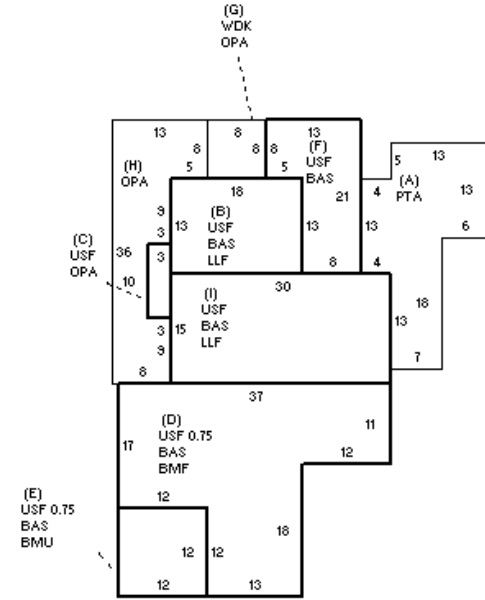 (G)
WDK
OPA
13 8 13
8 8 8
(F)
USF
BAS
5 13
(H)
OPA
5 5
(A)
PTA
18 21 4 13
9 13
(B)
USF
BAS
LLF
13 13 6
3
(C)
USF
OPA
36 3
8 4
10
30
(I)
USF
BAS
LLF
18
13
3 15
9
7
8
37
(D)
USF 0.75
BAS
BMF
11
17
12
(E)
USF 0.75
BAS
BMU
12
18
12 12
12 13